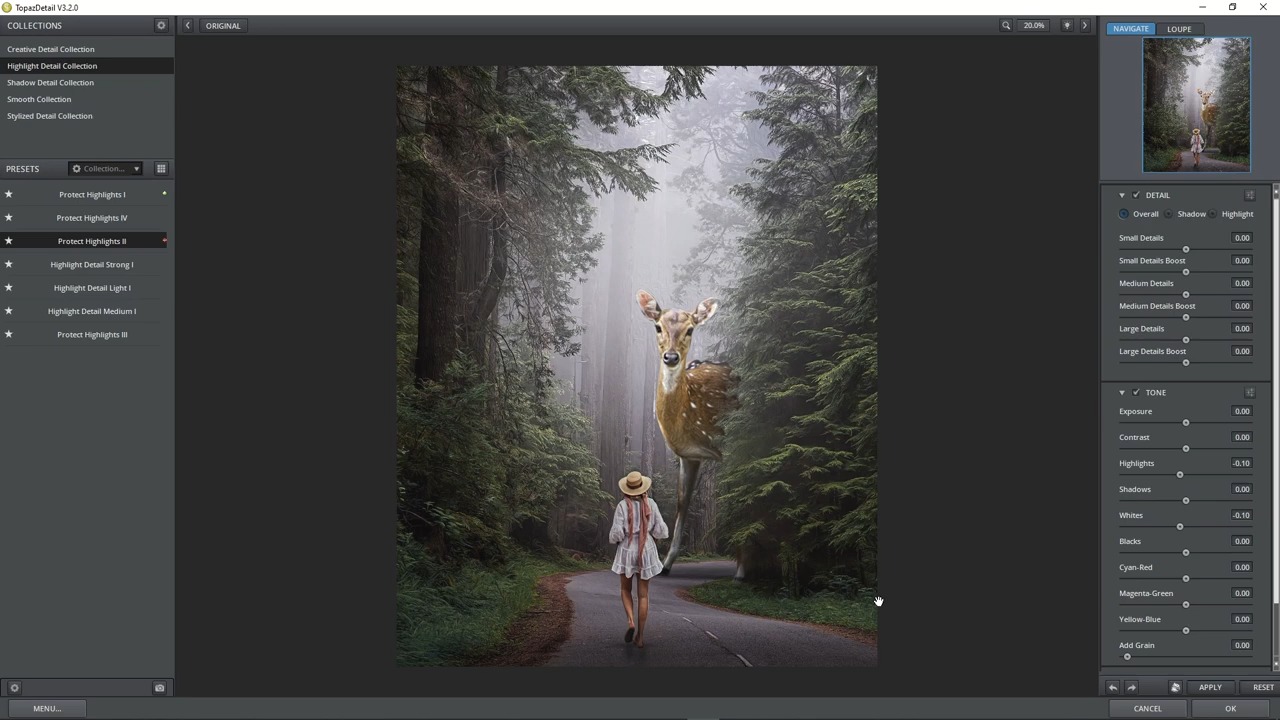 TopazDetail V3.2.0
COLLECTIONS
Creative Detail Collection
Highlight Detail Collection
Shadow Detail Collection
Smooth Collection
Stylized Detail Collection
PRESETS
Collection...
Protect Highlights I
Protect Highlights IV
Protect Highlights II
Highlight Detail Strong I
Highlight Detail Light I
Highlight Detail Medium I
Protect Highlights III
MENU...
ORIGINAL
20.0%
NAVIGATE LOUPE
DETAIL
Overall Shadow Highlight
Small Details 0.00
Small Details Boost 0.00
Medium Details 0.00
Medium Details Boost 0.00
Large Details 0.00
Large Details Boost 0.00
TONE
Exposure 0.00
Contrast 0.00
Highlights -0.10
Shadows 0.00
Whites -0.10
Blacks 0.00
Cyan-Red 0.00
Magenta-Green 0.00
Yellow-Blue 0.00
Add Grain 0.00
APPLY RESET
CANCEL OK